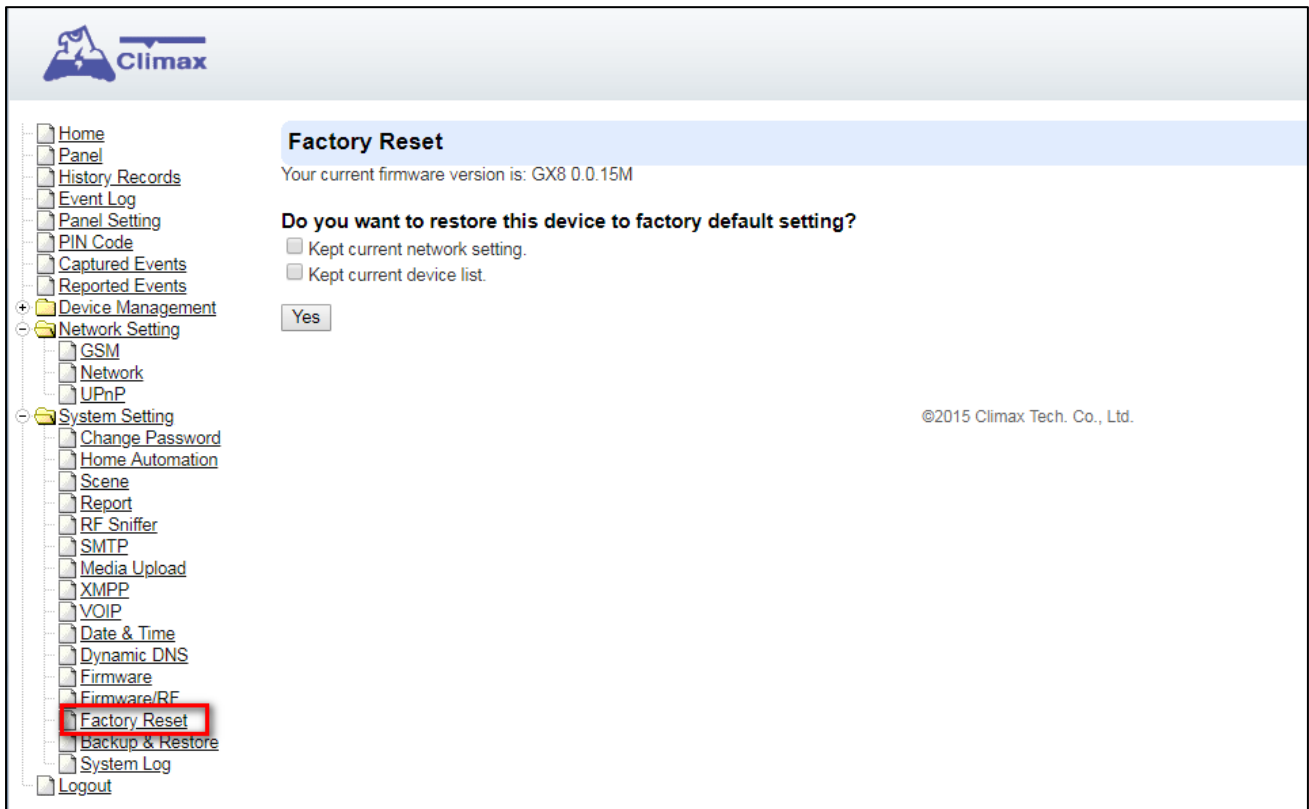 Climax
Home
Panel
History Records
Event Log
Panel Setting
PIN Code
Captured Events
Reported Events
Device Management
Network Setting
GSM
Network
UPnP
System Setting
Change Password
Home Automation
Scene
Report
RF Sniffer
SMTP
Media Upload
XMPP
VOIP
Date & Time
Dynamic DNS
Firmware
Firmware/RF
Factory Reset
Backup & Restore
System Log
Logout
Factory Reset
Your current firmware version is: GX8 0.0.15M
Do you want to restore this device to factory default setting?
Kept current network setting.
Kept current device list.
Yes
©2015 Climax Tech. Co., Ltd.